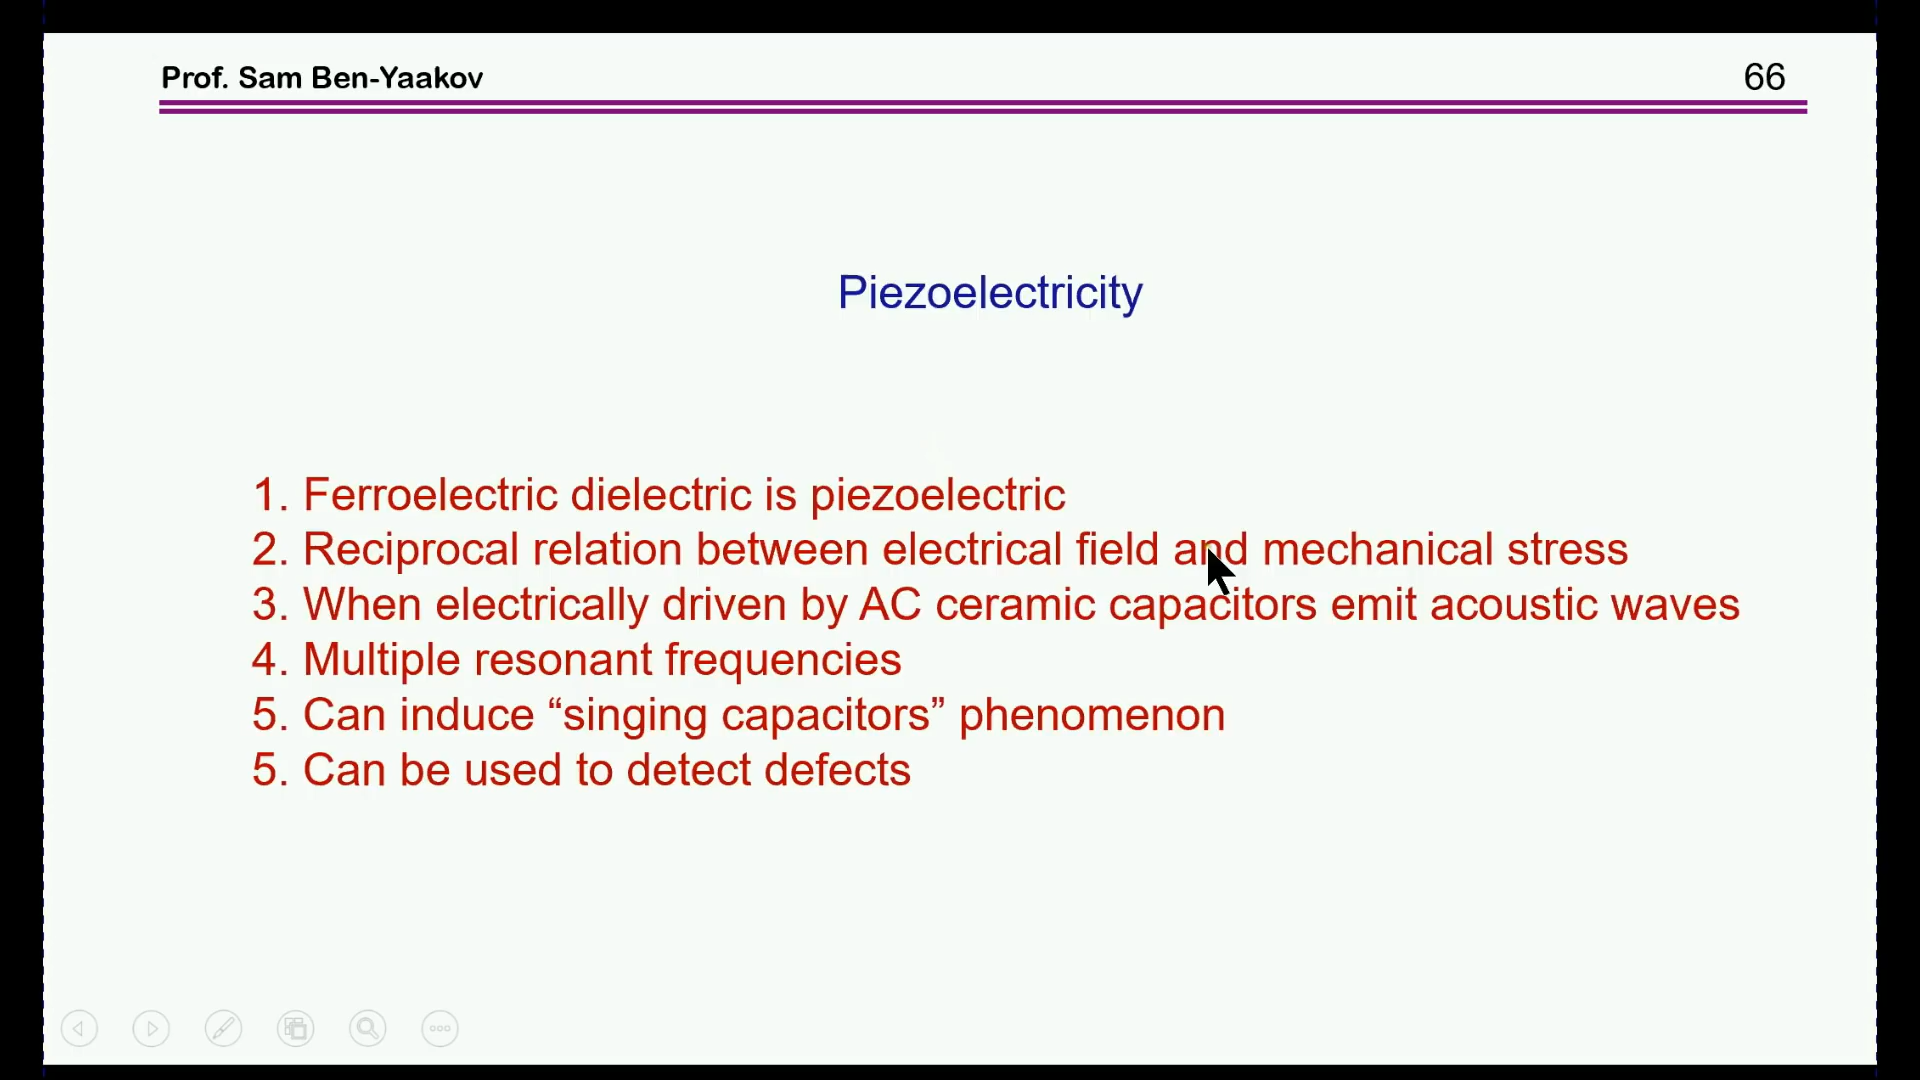 Prof. Sam Ben-Yaakov
66
Piezoelectricity
1. Ferroelectric dielectric is piezoelectric
2. Reciprocal relation between electrical field and mechanical stress
3. When electrically driven by AC ceramic capacitors emit acoustic waves
4. Multiple resonant frequencies
5. Can induce “singing capacitors” phenomenon
5. Can be used to detect defects